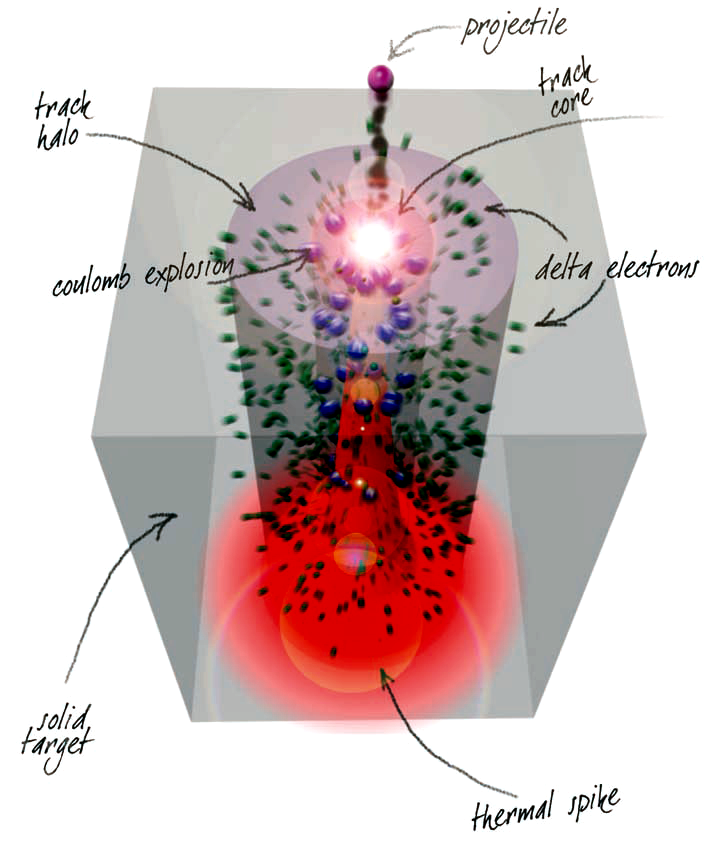 projectile
track
core
track
halo
coulomb explosion
delta electrons
solid
target
thermal spike